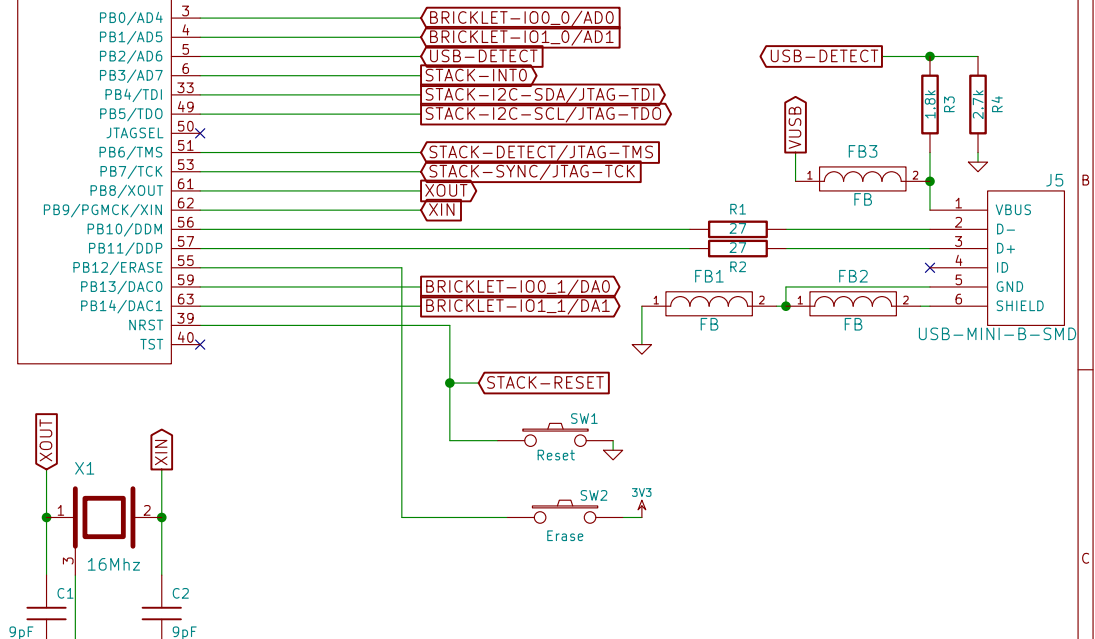 PB0/AD4 3 BRICKLET-IO0_0/AD0
PB1/AD5 4 BRICKLET-IO1_0/AD1
PB2/AD6 5 USB-DETECT
PB3/AD7 6 STACK-INT0
PB4/TDI 33 STACK-I2C-SDA/JTAG-TDI
PB5/TDO 49 STACK-I2C-SCL/JTAG-TDO
JTAGSEL 50
PB6/TMS 51 STACK-DETECT/JTAG-TMS
PB7/TCK 53 STACK-SYNC/JTAG-TCK
PB8/XOUT 61 XOUT
PB9/PGMCK/XIN 62 XIN
PB10/DDM 56
PB11/DDP 57
PB12/ERASE 55
PB13/DAC0 59 BRICKLET-IO0_1/DA0
PB14/DAC1 63 BRICKLET-IO1_1/DA1
NRST 39
TST 40
USB-DETECT
1.8k R3
2.7k R4
VUSB
FB3
1 2
FB
J5
B
1 VBUS
2 D-
3 D+
4 ID
5 GND
6 SHIELD
USB-MINI-B-SMD
R1
27
27
R2
FB1
1 2
FB
FB2
1 2
FB
STACK-RESET
SW1
Reset
SW2
3V3
Erase
XOUT
XIN
X1
1 2
3
16Mhz
C1
9pF
C2
9pF
C